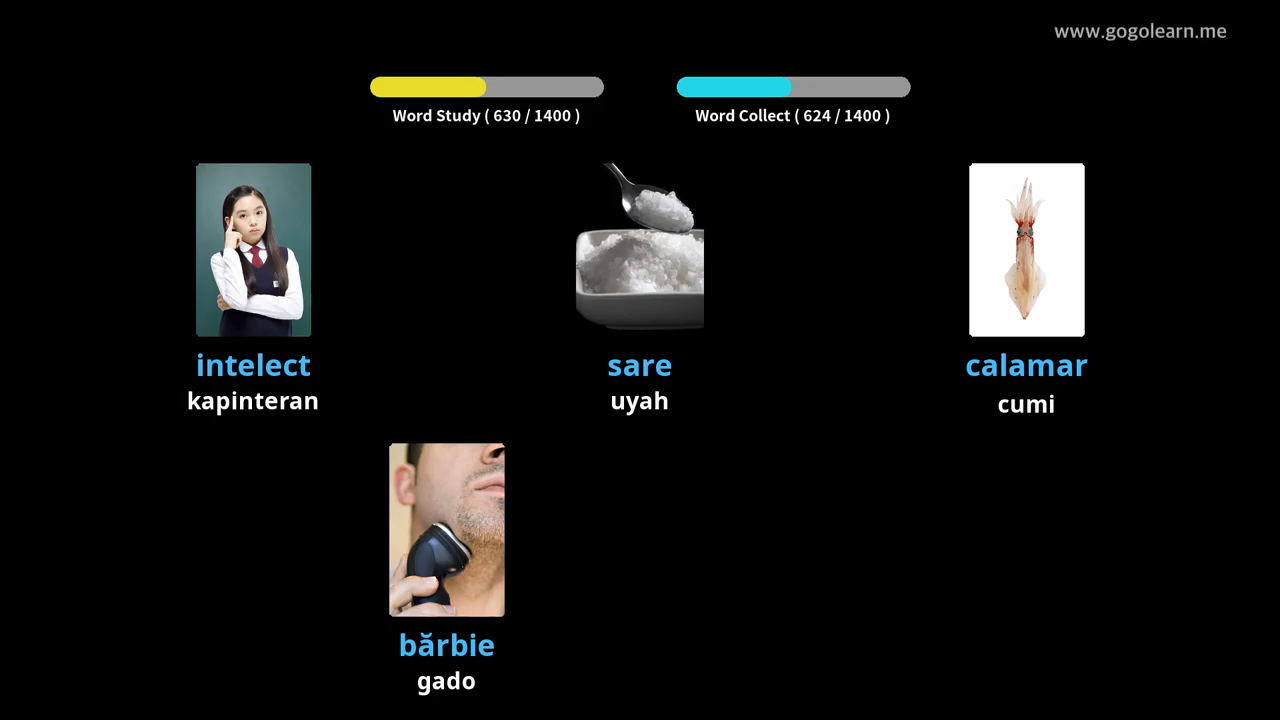 www.gogolearn.me
Word Study ( 630 / 1400 )
Word Collect ( 624 / 1400 )
intelect
kapinteran
sare
uyah
calamar
cumi
bărbie
gado